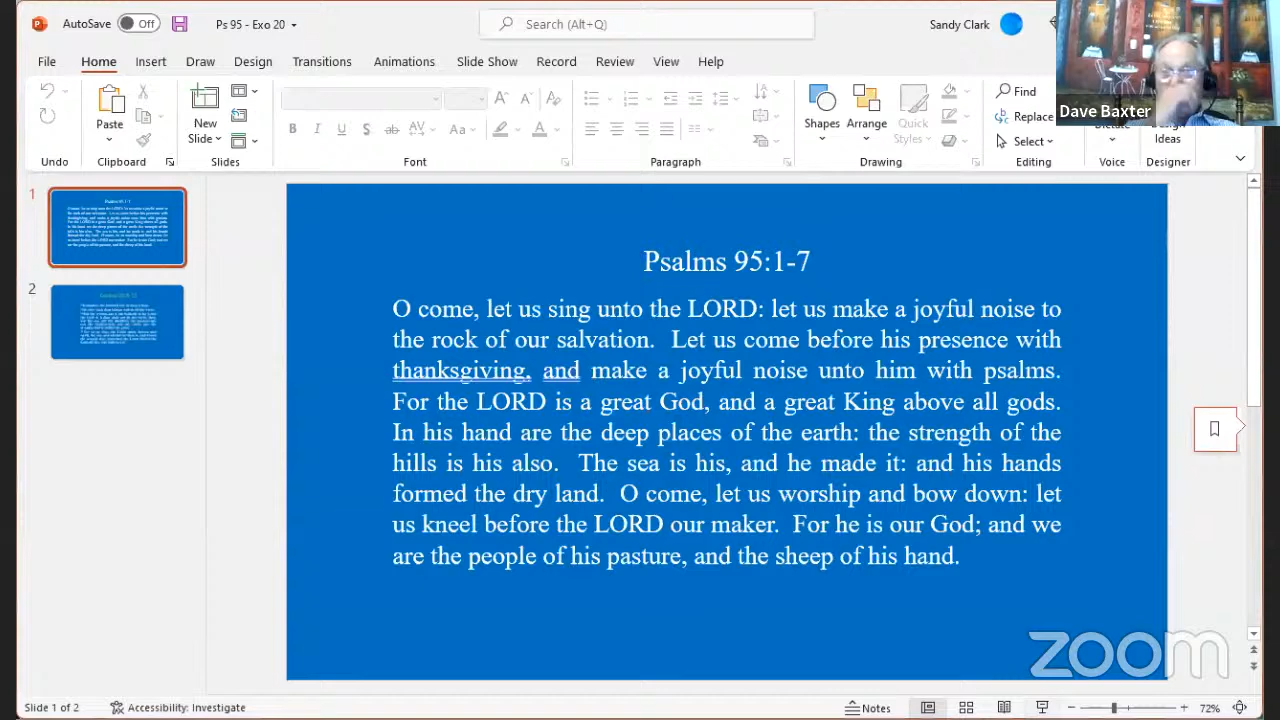 AutoSave Off Ps 95 - Exo 20 Search (Alt+Q) Sandy Clark
File Home Insert Draw Design Transitions Animations Slide Show Record Review View Help
Paste New Slide Shapes Arrange Quick Styles Find Replace Select Ideas
Dave Baxter
Undo Clipboard Slides Font Paragraph Drawing Editing Voice Designer
1
2
Psalms 95:1-7
O come, let us sing unto the LORD: let us make a joyful noise to
the rock of our salvation. Let us come before his presence with
thanksgiving, and make a joyful noise unto him with psalms.
For the LORD is a great God, and a great King above all gods.
In his hand are the deep places of the earth: the strength of the
hills is his also. The sea is his, and he made it: and his hands
formed the dry land. O come, let us worship and bow down: let
us kneel before the LORD our maker. For he is our God; and we
are the people of his pasture, and the sheep of his hand.
zoom
Slide 1 of 2 Accessibility: Investigate Notes 72%